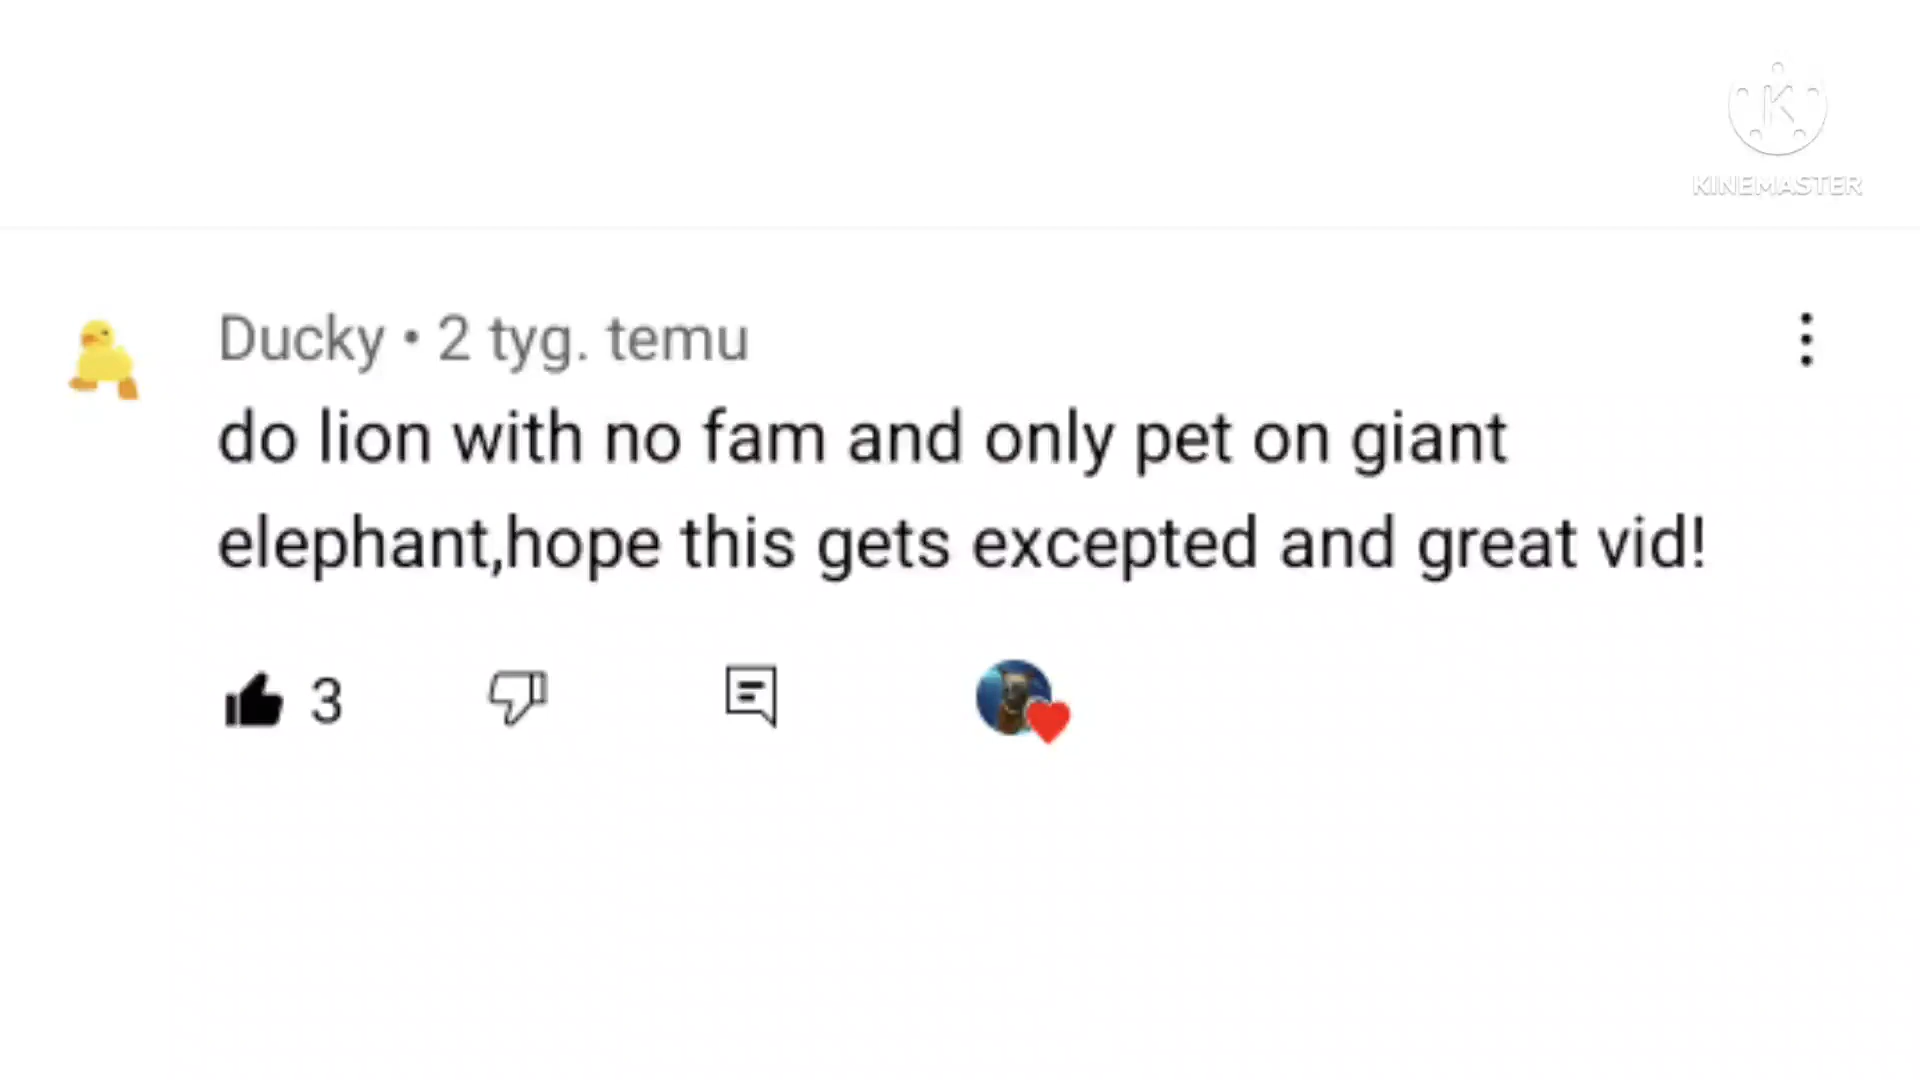 K
KINEMASTER
Ducky • 2 tyg. temu
do lion with no fam and only pet on giant
elephant,hope this gets excepted and great vid!
3